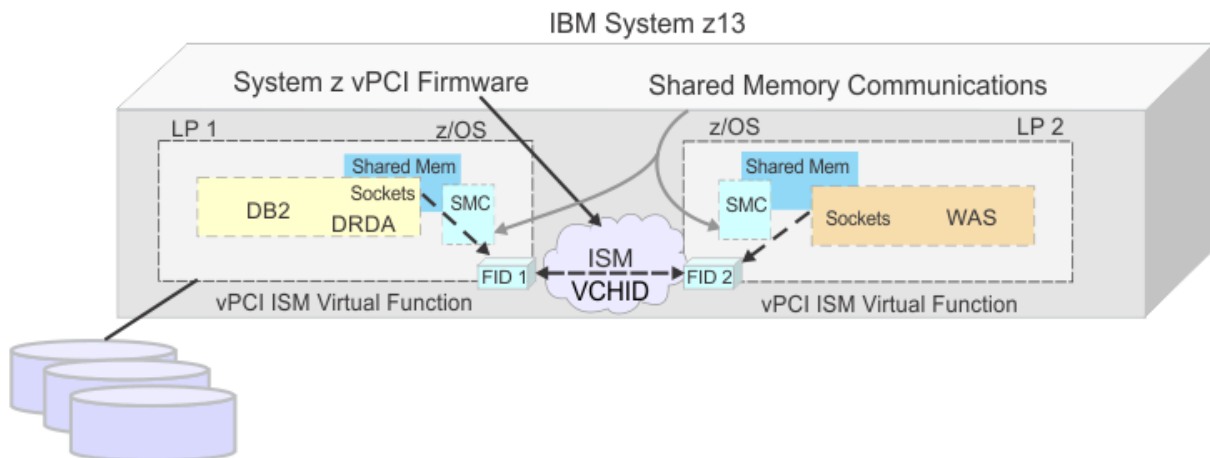 IBM System z13
System z vPCI Firmware
Shared Memory Communications
LP 1
z/OS
z/OS
LP 2
Shared Mem
Shared Mem
Sockets
SMC
SMC
DB2
DRDA
Sockets
WAS
ISM
FID 1
FID 2
VCHID
vPCI ISM Virtual Function
vPCI ISM Virtual Function